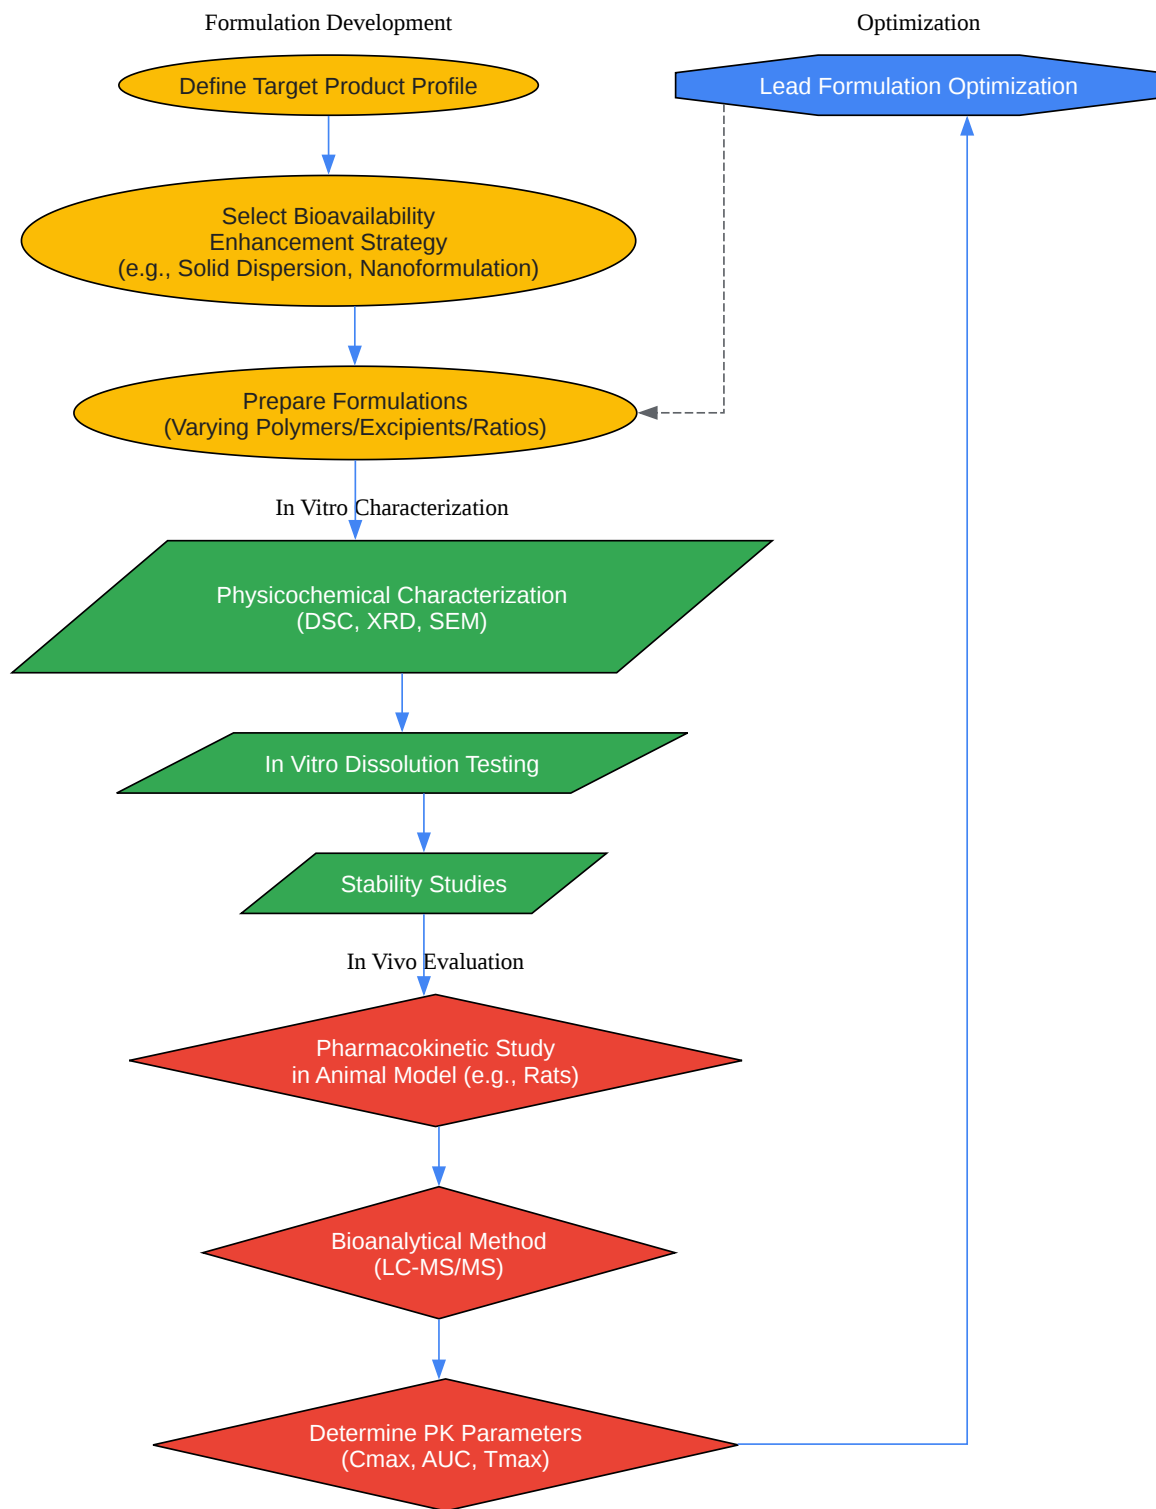 Formulation Development
Optimization
Define Target Product Profile
Lead Formulation Optimization
Select Bioavailability
Enhancement Strategy
(e.g., Solid Dispersion, Nanoformulation)
Prepare Formulations
(Varying Polymers/Excipients/Ratios)
In Vitro Characterization
Physicochemical Characterization
(DSC, XRD, SEM)
In Vitro Dissolution Testing
Stability Studies
In Vivo Evaluation
Pharmacokinetic Study
in Animal Model (e.g., Rats)
Bioanalytical Method
(LC-MS/MS)
Determine PK Parameters
(Cmax, AUC, Tmax)